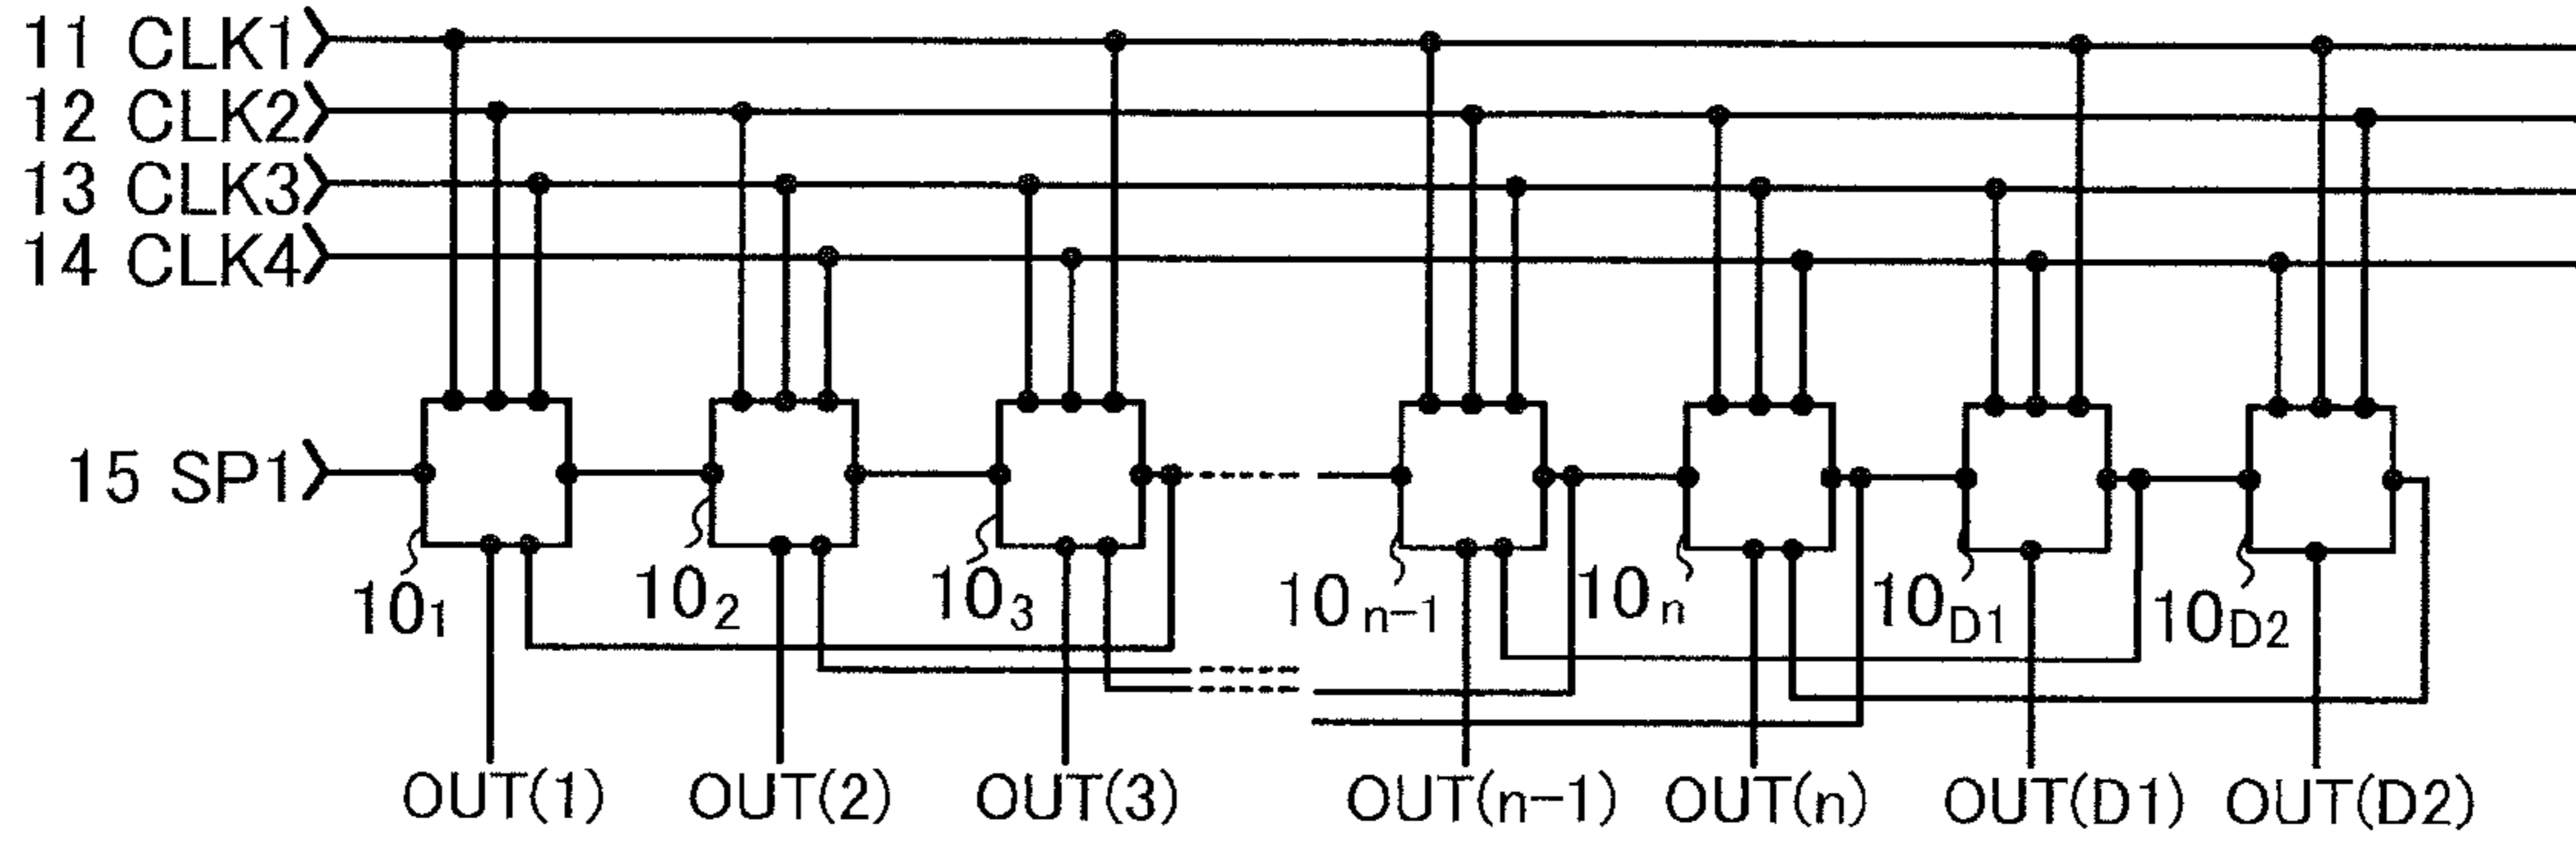 11 CLK1
12 CLK2
13 CLK3
14 CLK4
15 SP1
10₁
10₂
10₃
10ₙ₋₁
10ₙ
10D1
10D2
OUT(1)
OUT(2)
OUT(3)
OUT(n-1)
OUT(n)
OUT(D1)
OUT(D2)